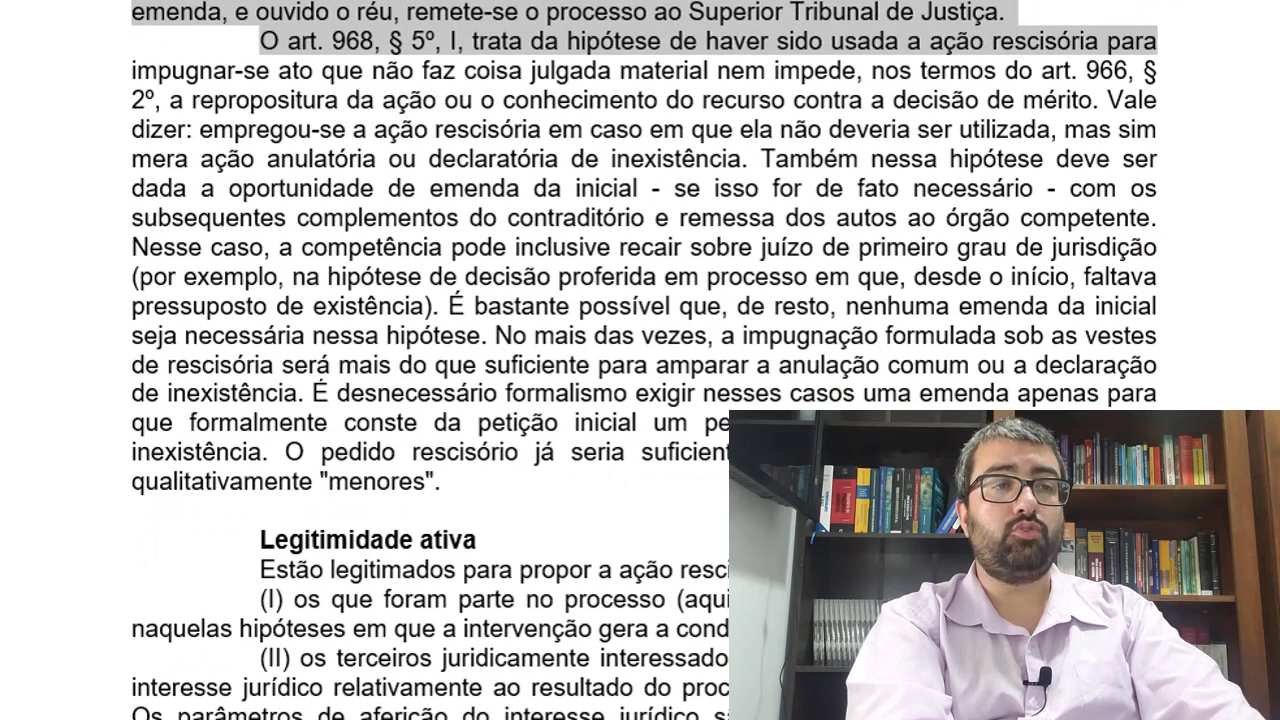 emenda, e ouvido o réu, remete-se o processo ao Superior Tribunal de Justiça.
O art. 968, § 5º, I, trata da hipótese de haver sido usada a ação rescisória para
impugnar-se ato que não faz coisa julgada material nem impede, nos termos do art. 966, §
2º, a repropositura da ação ou o conhecimento do recurso contra a decisão de mérito. Vale
dizer: empregou-se a ação rescisória em caso em que ela não deveria ser utilizada, mas sim
mera ação anulatória ou declaratória de inexistência. Também nessa hipótese deve ser
dada a oportunidade de emenda da inicial - se isso for de fato necessário - com os
subsequentes complementos do contraditório e remessa dos autos ao órgão competente.
Nesse caso, a competência pode inclusive recair sobre juízo de primeiro grau de jurisdição
(por exemplo, na hipótese de decisão proferida em processo em que, desde o início, faltava
pressuposto de existência). É bastante possível que, de resto, nenhuma emenda da inicial
seja necessária nessa hipótese. No mais das vezes, a impugnação formulada sob as vestes
de rescisória será mais do que suficiente para amparar a anulação comum ou a declaração
de inexistência. É desnecessário formalismo exigir nesses casos uma emenda apenas para
que formalmente conste da petição inicial um pe
inexistência. O pedido rescisório já seria suficient
qualitativamente "menores".
Legitimidade ativa
Estão legitimados para propor a ação resci
(I) os que foram parte no processo (aqui
naquelas hipóteses em que a intervenção gera a cond
(II) os terceiros juridicamente interessado
interesse jurídico relativamente ao resultado do proc
Os parâmetros de aferição do interesse jurídico s